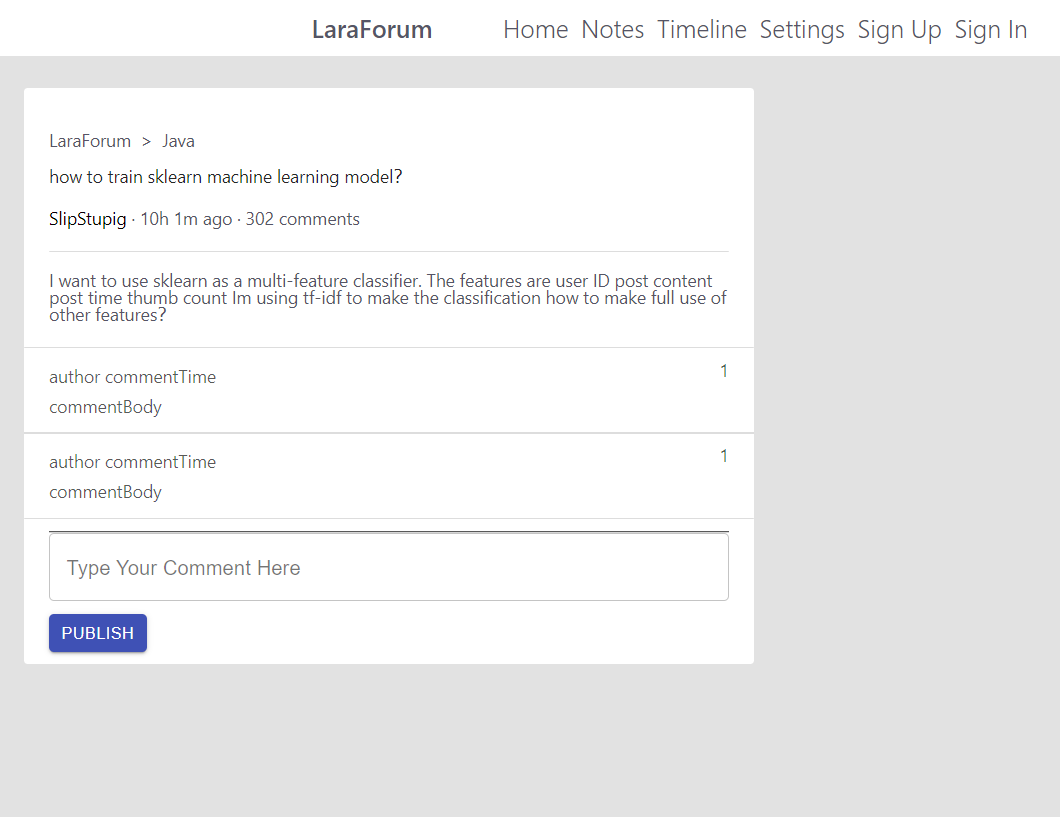 LaraForum Home Notes Timeline Settings Sign Up Sign In
LaraForum > Java
how to train sklearn machine learning model?
SlipStupig · 10h 1m ago · 302 comments
I want to use sklearn as a multi-feature classifier. The features are user ID post content
post time thumb count Im using tf-idf to make the classification how to make full use of
other features?
author commentTime 1
commentBody
author commentTime 1
commentBody
Type Your Comment Here
PUBLISH